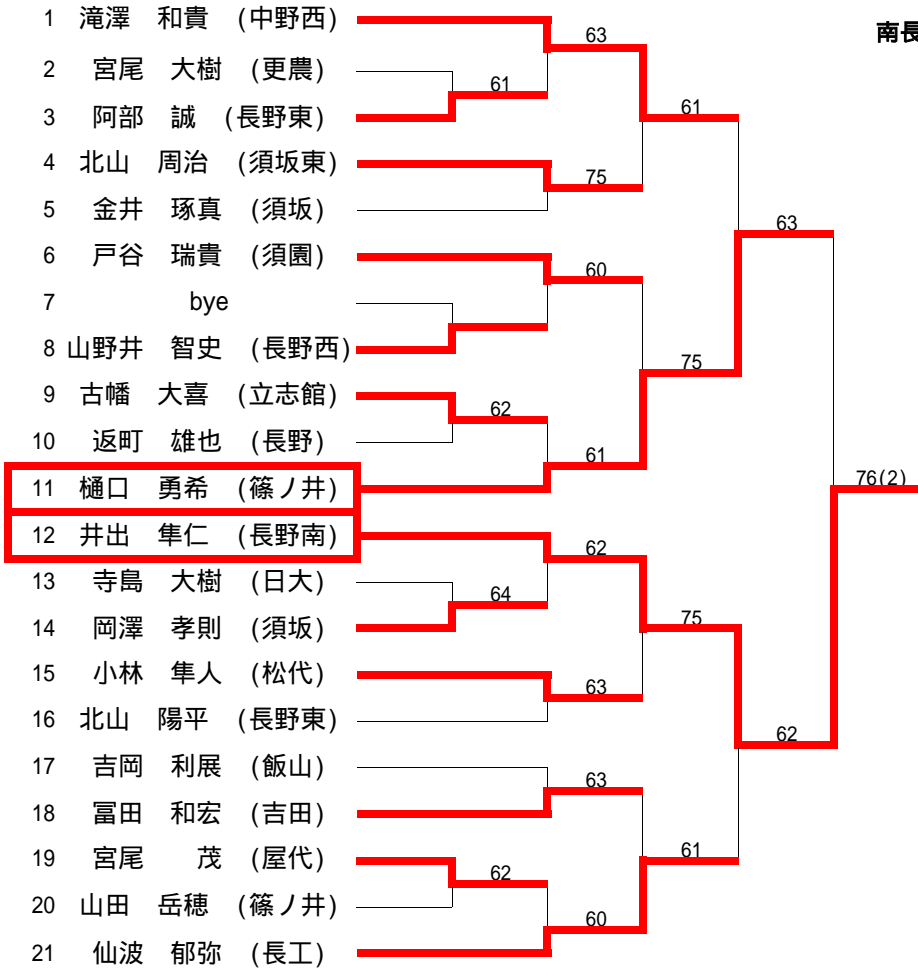 1 滝澤 和貴 (中野西)
63
南長
2 宮尾 大樹 (更農)
61
3 阿部 誠 (長野東)
61
4 北山 周治 (須坂東)
75
5 金井 琢真 (須坂)
63
6 戸谷 瑞貴 (須園)
60
7 bye
8 山野井 智史 (長野西)
75
9 古幡 大喜 (立志館)
62
10 返町 雄也 (長野)
61
11 樋口 勇希 (篠ノ井)
76(2)
12 井出 隼仁 (長野南)
62
13 寺島 大樹 (日大)
64
14 岡澤 孝則 (須坂)
75
15 小林 隼人 (松代)
63
16 北山 陽平 (長野東)
62
17 吉岡 利展 (飯山)
63
18 冨田 和宏 (吉田)
19 宮尾 茂 (屋代)
61
62
20 山田 岳穂 (篠ノ井)
60
21 仙波 郁弥 (長工)